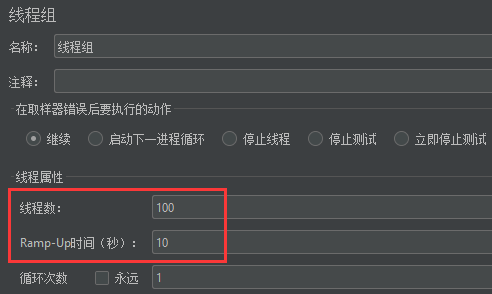 线程组
名称： 线程组
注释：
在取样器错误后要执行的动作
继续 启动下一进程循环 停止线程 停止测试 立即停止测试
线程属性
线程数： 100
Ramp-Up时间（秒）： 10
循环次数 永远 1